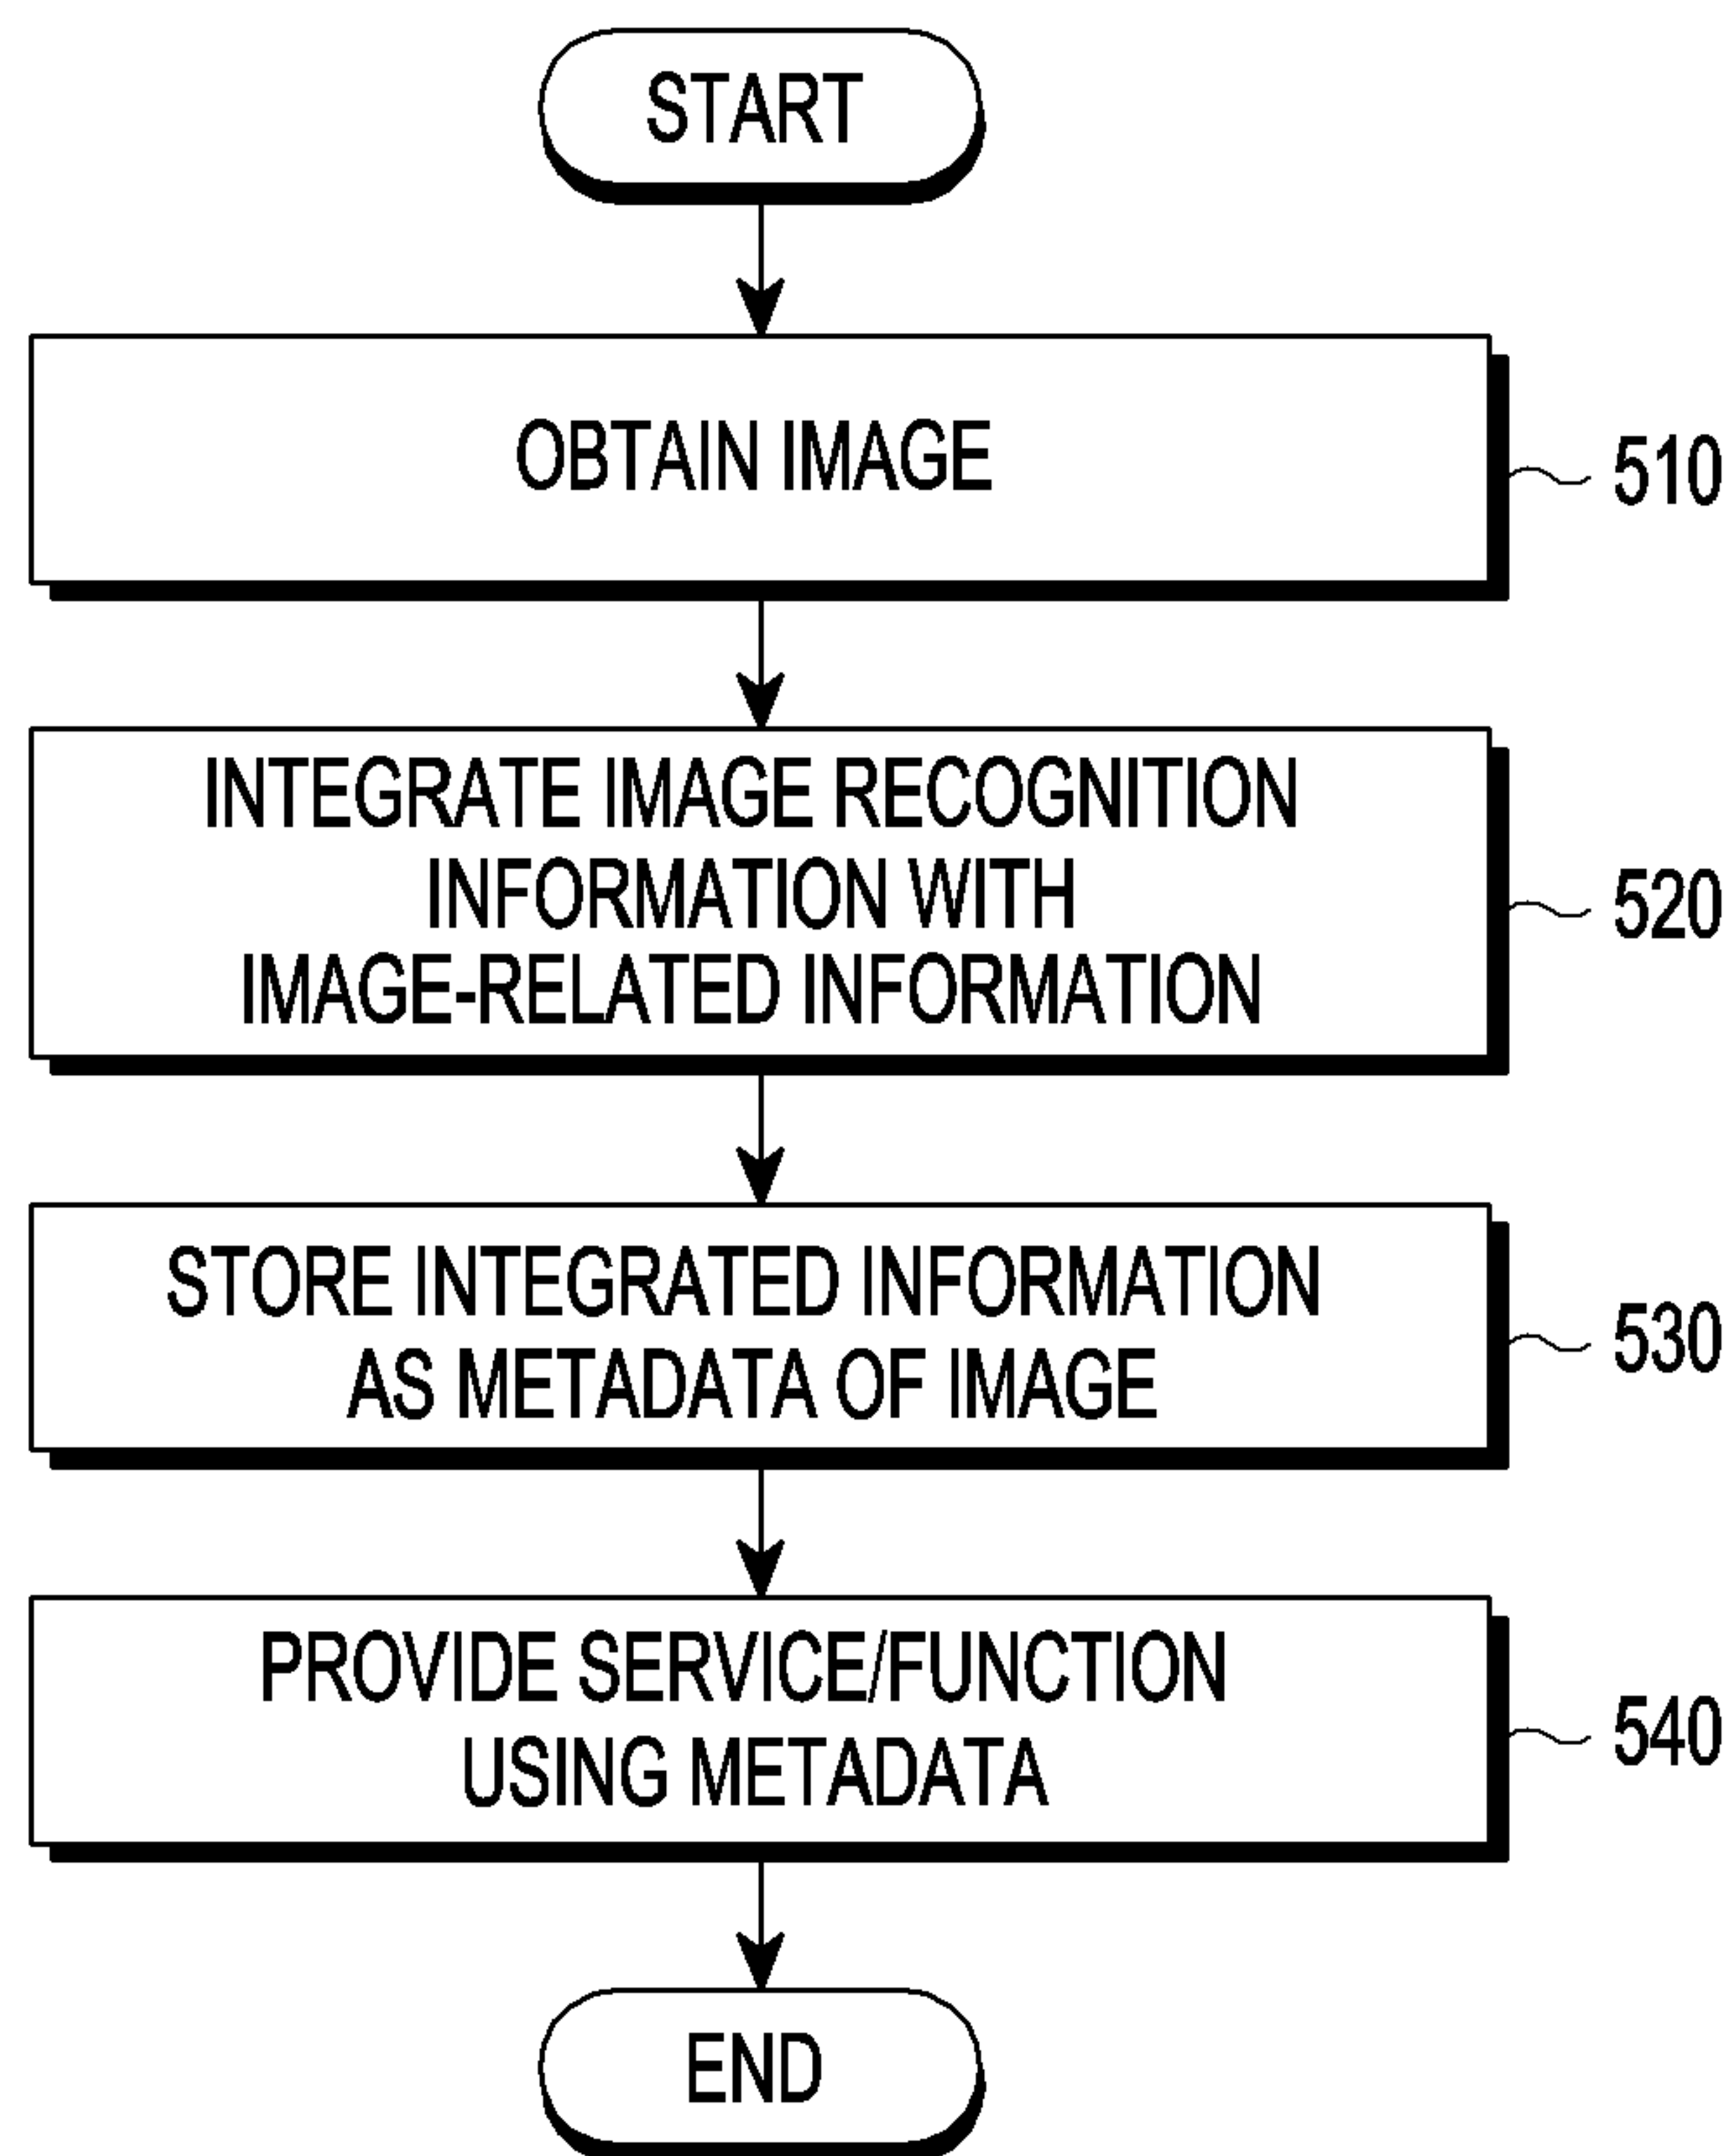 START
OBTAIN IMAGE
510
INTEGRATE IMAGE RECOGNITION
INFORMATION WITH
IMAGE-RELATED INFORMATION
520
STORE INTEGRATED INFORMATION
AS METADATA OF IMAGE
530
PROVIDE SERVICE/FUNCTION
USING METADATA
540
END